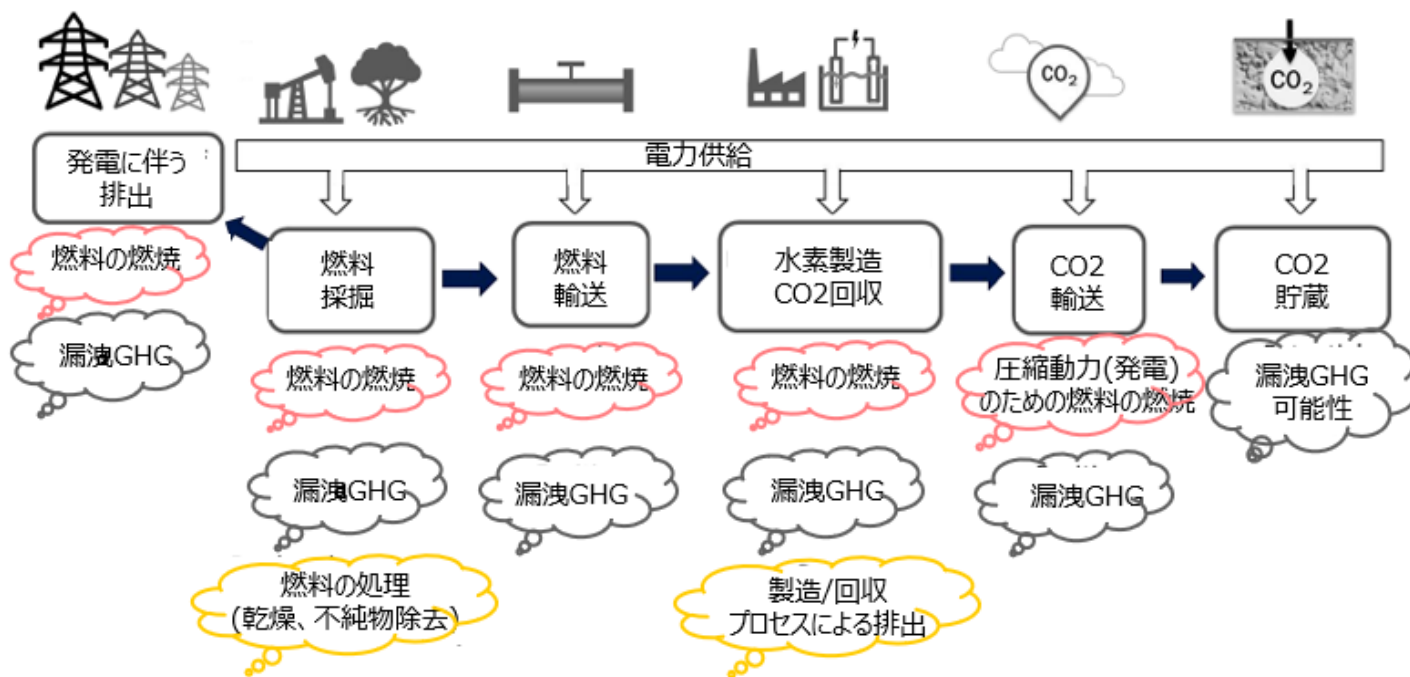 CO2
CO2
電力供給
発電に伴う
排出
燃料
採掘
燃料
輸送
水素製造
CO2回収
CO2
輸送
CO2
貯蔵
燃料の燃焼
漏洩GHG
燃料の燃焼
漏洩GHG
燃料の処理
(乾燥、不純物除去)
燃料の燃焼
漏洩GHG
燃料の燃焼
漏洩GHG
製造/回収
プロセスによる排出
圧縮動力(発電)
のための燃料の燃焼
漏洩GHG
漏洩GHG
可能性